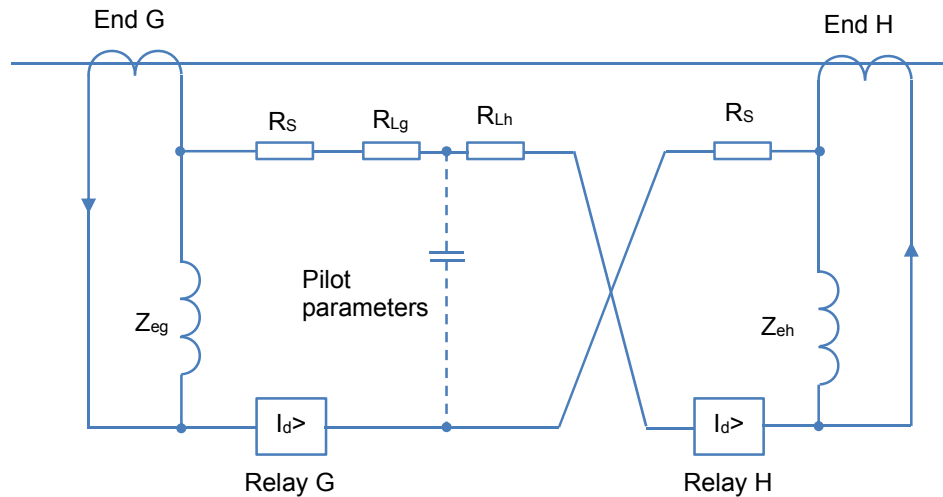 End G
End H
RS
RLg
RLh
RS
Pilot
parameters
Zeg
Zeh
Id>
Id>
Relay G
Relay H